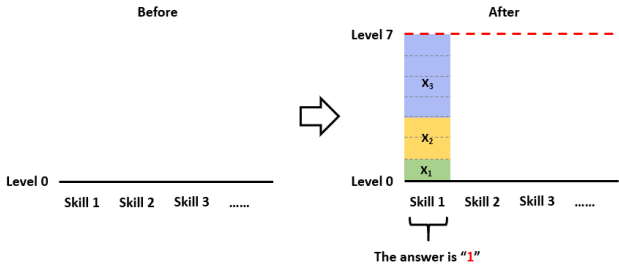 Before
Level 0
Skill 1 Skill 2 Skill 3 ......
After
Level 7
X3
X2
X1
Level 0
Skill 1 Skill 2 Skill 3 ......
The answer is “1”